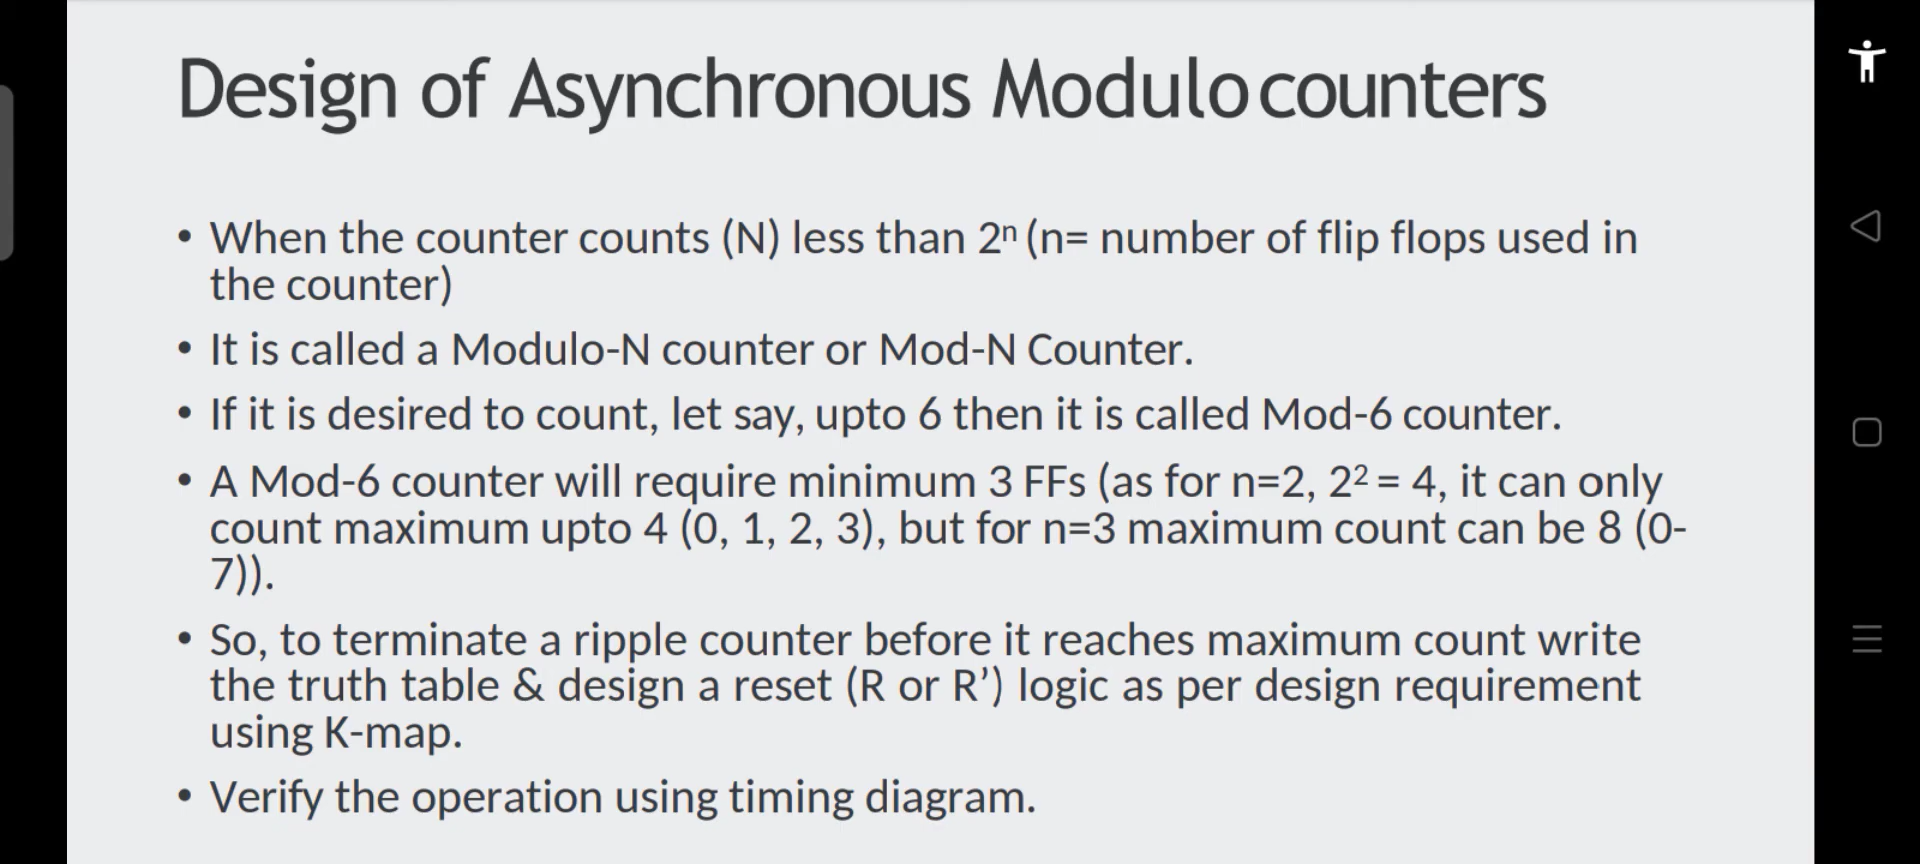 Design of Asynchronous Modulo counters
• When the counter counts (N) less than 2ⁿ (n= number of flip flops used in
the counter)
• It is called a Modulo-N counter or Mod-N Counter.
• If it is desired to count, let say, upto 6 then it is called Mod-6 counter.
• A Mod-6 counter will require minimum 3 FFs (as for n=2, 2² = 4, it can only
count maximum upto 4 (0, 1, 2, 3), but for n=3 maximum count can be 8 (0-
7)).
• So, to terminate a ripple counter before it reaches maximum count write
the truth table & design a reset (R or R’) logic as per design requirement
using K-map.
• Verify the operation using timing diagram.